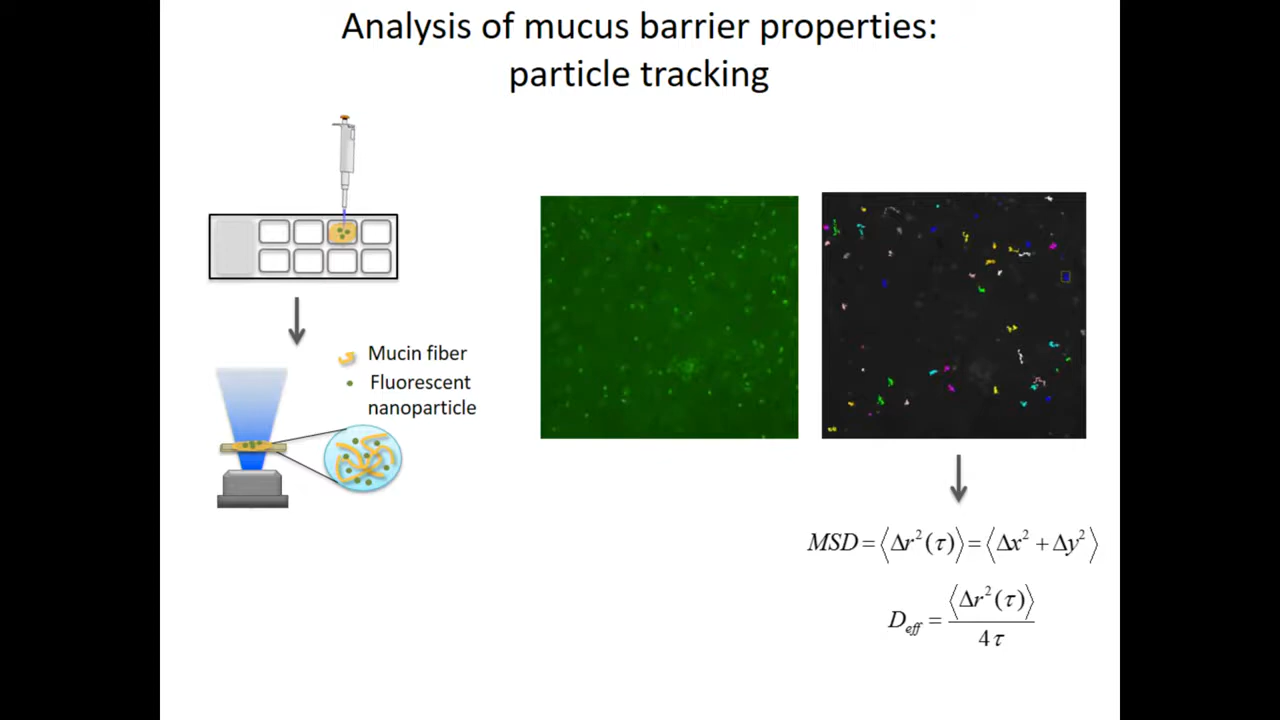 Analysis of mucus barrier properties:
particle tracking
Mucin fiber
Fluorescent
nanoparticle
MSD = ⟨Δr²(τ)⟩ = ⟨Δx² + Δy²⟩
D_eff = ⟨Δr²(τ)⟩ / 4τ